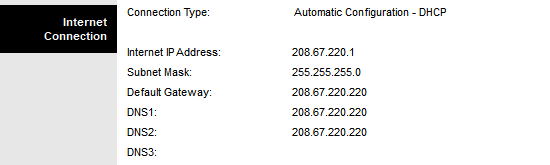 Internet
Connection
Connection Type: Automatic Configuration - DHCP
Internet IP Address: 208.67.220.1
Subnet Mask: 255.255.255.0
Default Gateway: 208.67.220.220
DNS1: 208.67.220.220
DNS2: 208.67.220.220
DNS3: